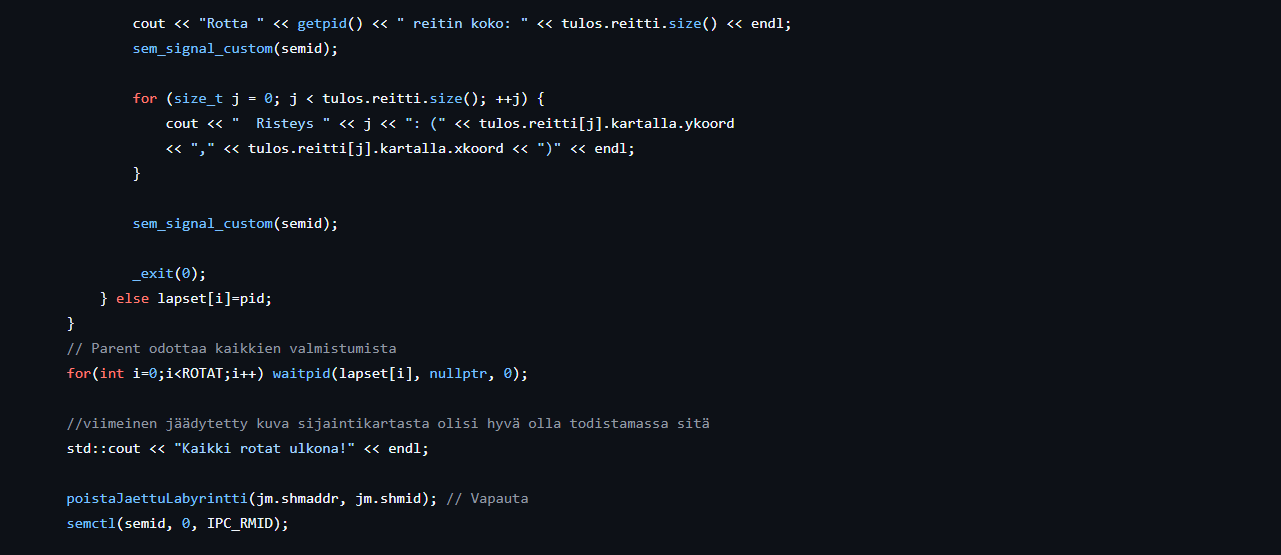 cout << "Rotta " << getpid() << " reitin koko: " << tulos.reitti.size() << endl;
sem_signal_custom(semid);
for (size_t j = 0; j < tulos.reitti.size(); ++j) {
cout << "  Risteys " << j << ": (" << tulos.reitti[j].kartalla.ykoord
<< "," << tulos.reitti[j].kartalla.xkoord << ")" << endl;
}
sem_signal_custom(semid);
_exit(0);
} else lapset[i]=pid;
}
// Parent odottaa kaikkien valmistumista
for(int i=0;i<ROTAT;i++) waitpid(lapset[i], nullptr, 0);
//viimeinen jäädytetty kuva sijaintikartasta olisi hyvä olla todistamassa sitä
std::cout << "Kaikki rotat ulkona!" << endl;
poistaJaettuLabyrintti(jm.shmaddr, jm.shmid); // Vapauta
semctl(semid, 0, IPC_RMID);